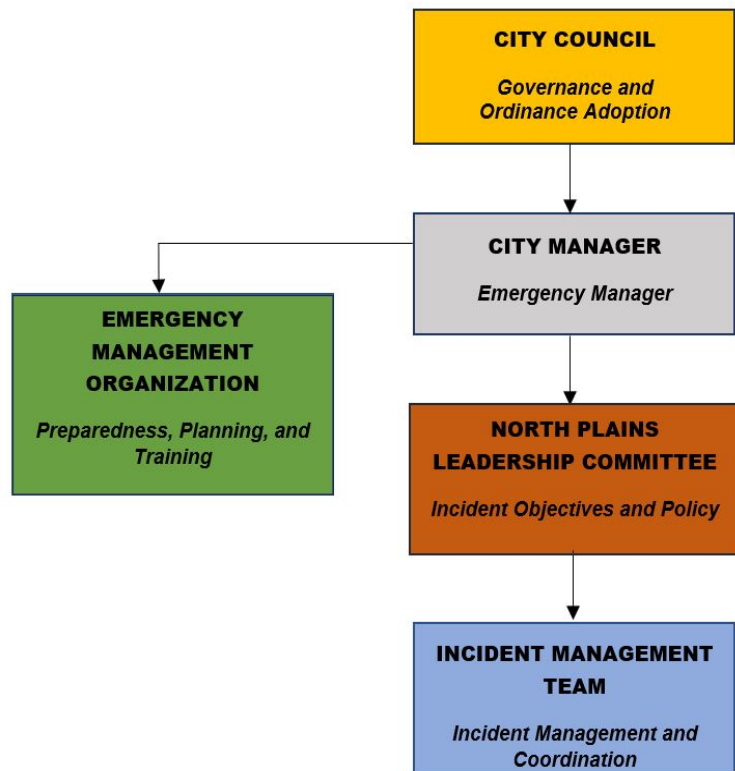 CITY COUNCIL
Governance and
Ordinance Adoption
CITY MANAGER
Emergency Manager
EMERGENCY
MANAGEMENT
ORGANIZATION
Preparedness, Planning, and
Training
NORTH PLAINS
LEADERSHIP COMMITTEE
Incident Objectives and Policy
INCIDENT MANAGEMENT
TEAM
Incident Management and
Coordination